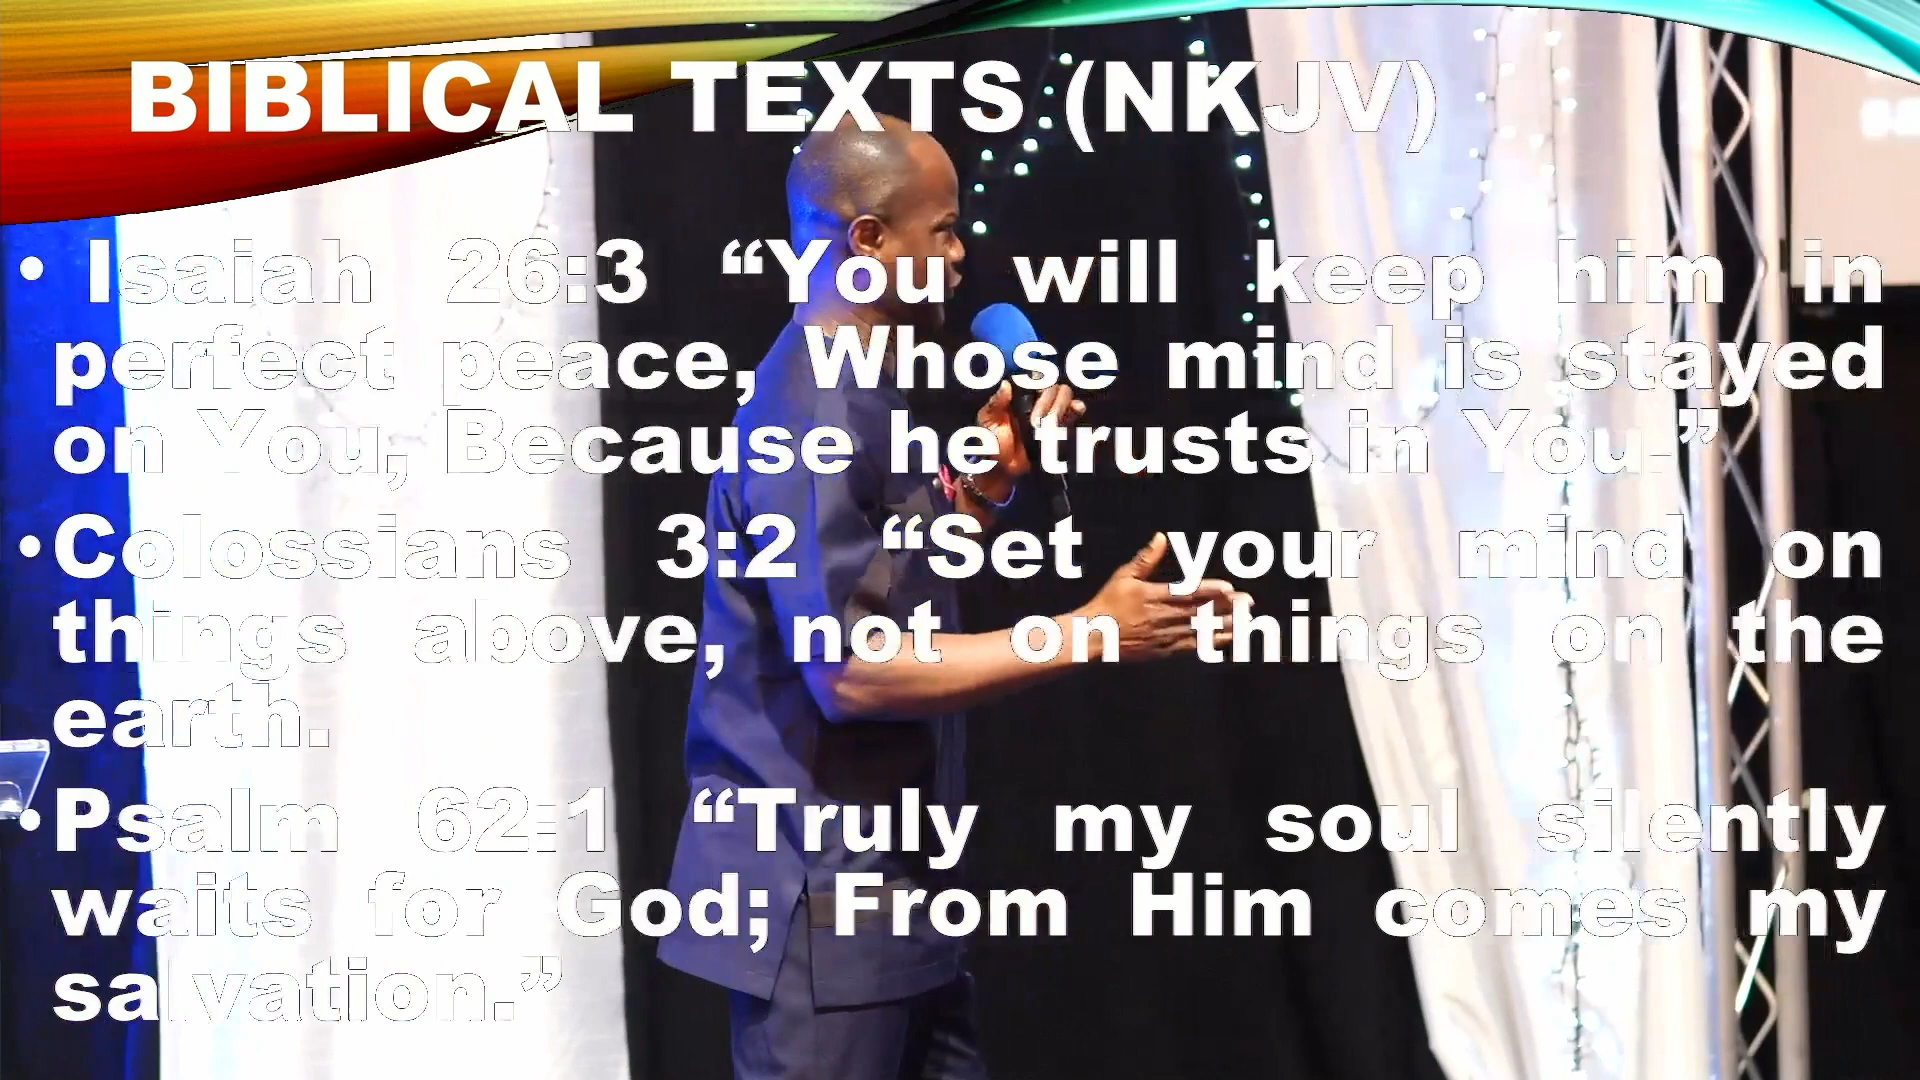 BIBLICAL TEXTS (NKJV)
• Isaiah 26:3 “You will keep him in
perfect peace, Whose mind is stayed
on You, Because he trusts in You.”
•Colossians 3:2 “Set your mind on
things above, not on things on the
earth.
•Psalm 62:1 “Truly my soul silently
waits for God; From Him comes my
salvation.”